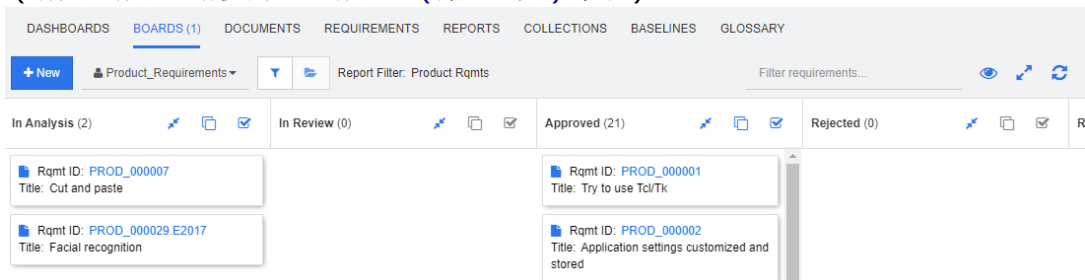 DASHBOARDS BOARDS (1) DOCUMENTS REQUIREMENTS REPORTS COLLECTIONS BASELINES GLOSSARY
+ New Product_Requirements Report Filter: Product Rqmts Filter requirements...
In Analysis (2) In Review (0) Approved (21) Rejected (0) R
Rqmt ID: PROD_000007
Title: Cut and paste
Rqmt ID: PROD_000029.E2017
Title: Facial recognition
Rqmt ID: PROD_000001
Title: Try to use Tcl/Tk
Rqmt ID: PROD_000002
Title: Application settings customized and
stored